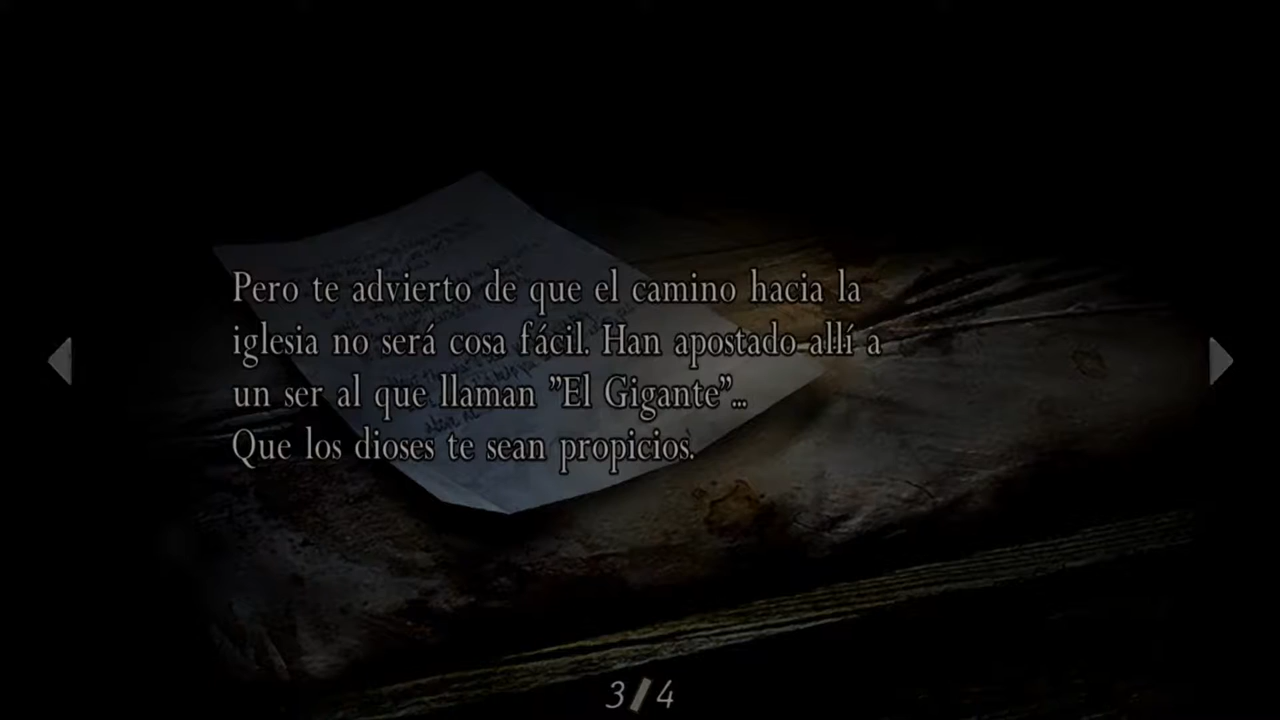 Pero te advierto de que el camino hacia la
iglesia no será cosa fácil. Han apostado allí a
un ser al que llaman ”El Gigante”...
Que los dioses te sean propicios.
3/4